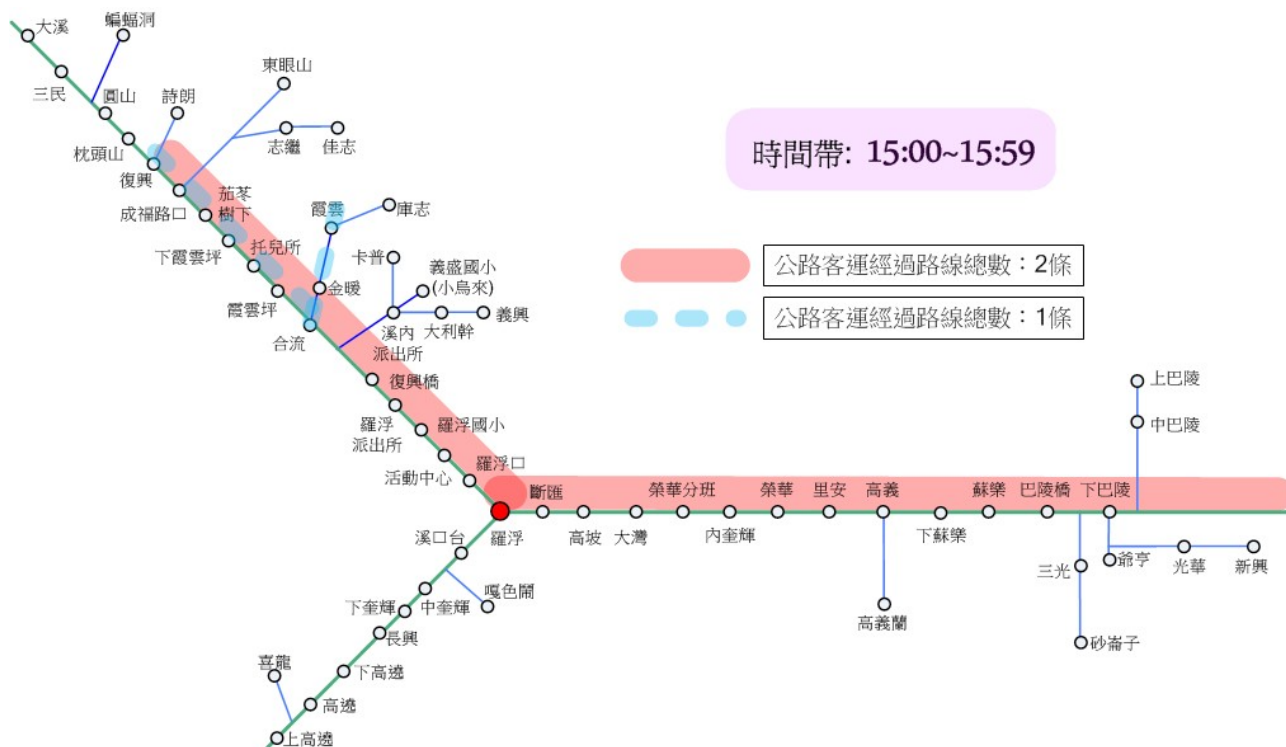 大溪
蝙蝠洞
三民
圓山
詩朗
東眼山
枕頭山
志繼
佳志
時間帶: 15:00~15:59
復興
茄苳
樹下
成福路口
霞雲
庫志
下霞雲坪
托兒所
卡普
義盛國小
(小烏來)
公路客運經過路線總數：2條
霞雲坪
金暖
公路客運經過路線總數：1條
合流
溪內
派出所
大利幹
義興
復興橋
上巴陵
羅浮
派出所
羅浮國小
中巴陵
活動中心
羅浮口
斷匯
榮華分班
榮華
里安
高義
蘇樂
巴陵橋
下巴陵
羅浮
高坡
大灣
內奎輝
下蘇樂
溪口台
三光
爺亨
光華
新興
嘎色鬧
下奎輝
中奎輝
高義蘭
長興
砂崙子
喜龍
下高遶
高遶
上高遶